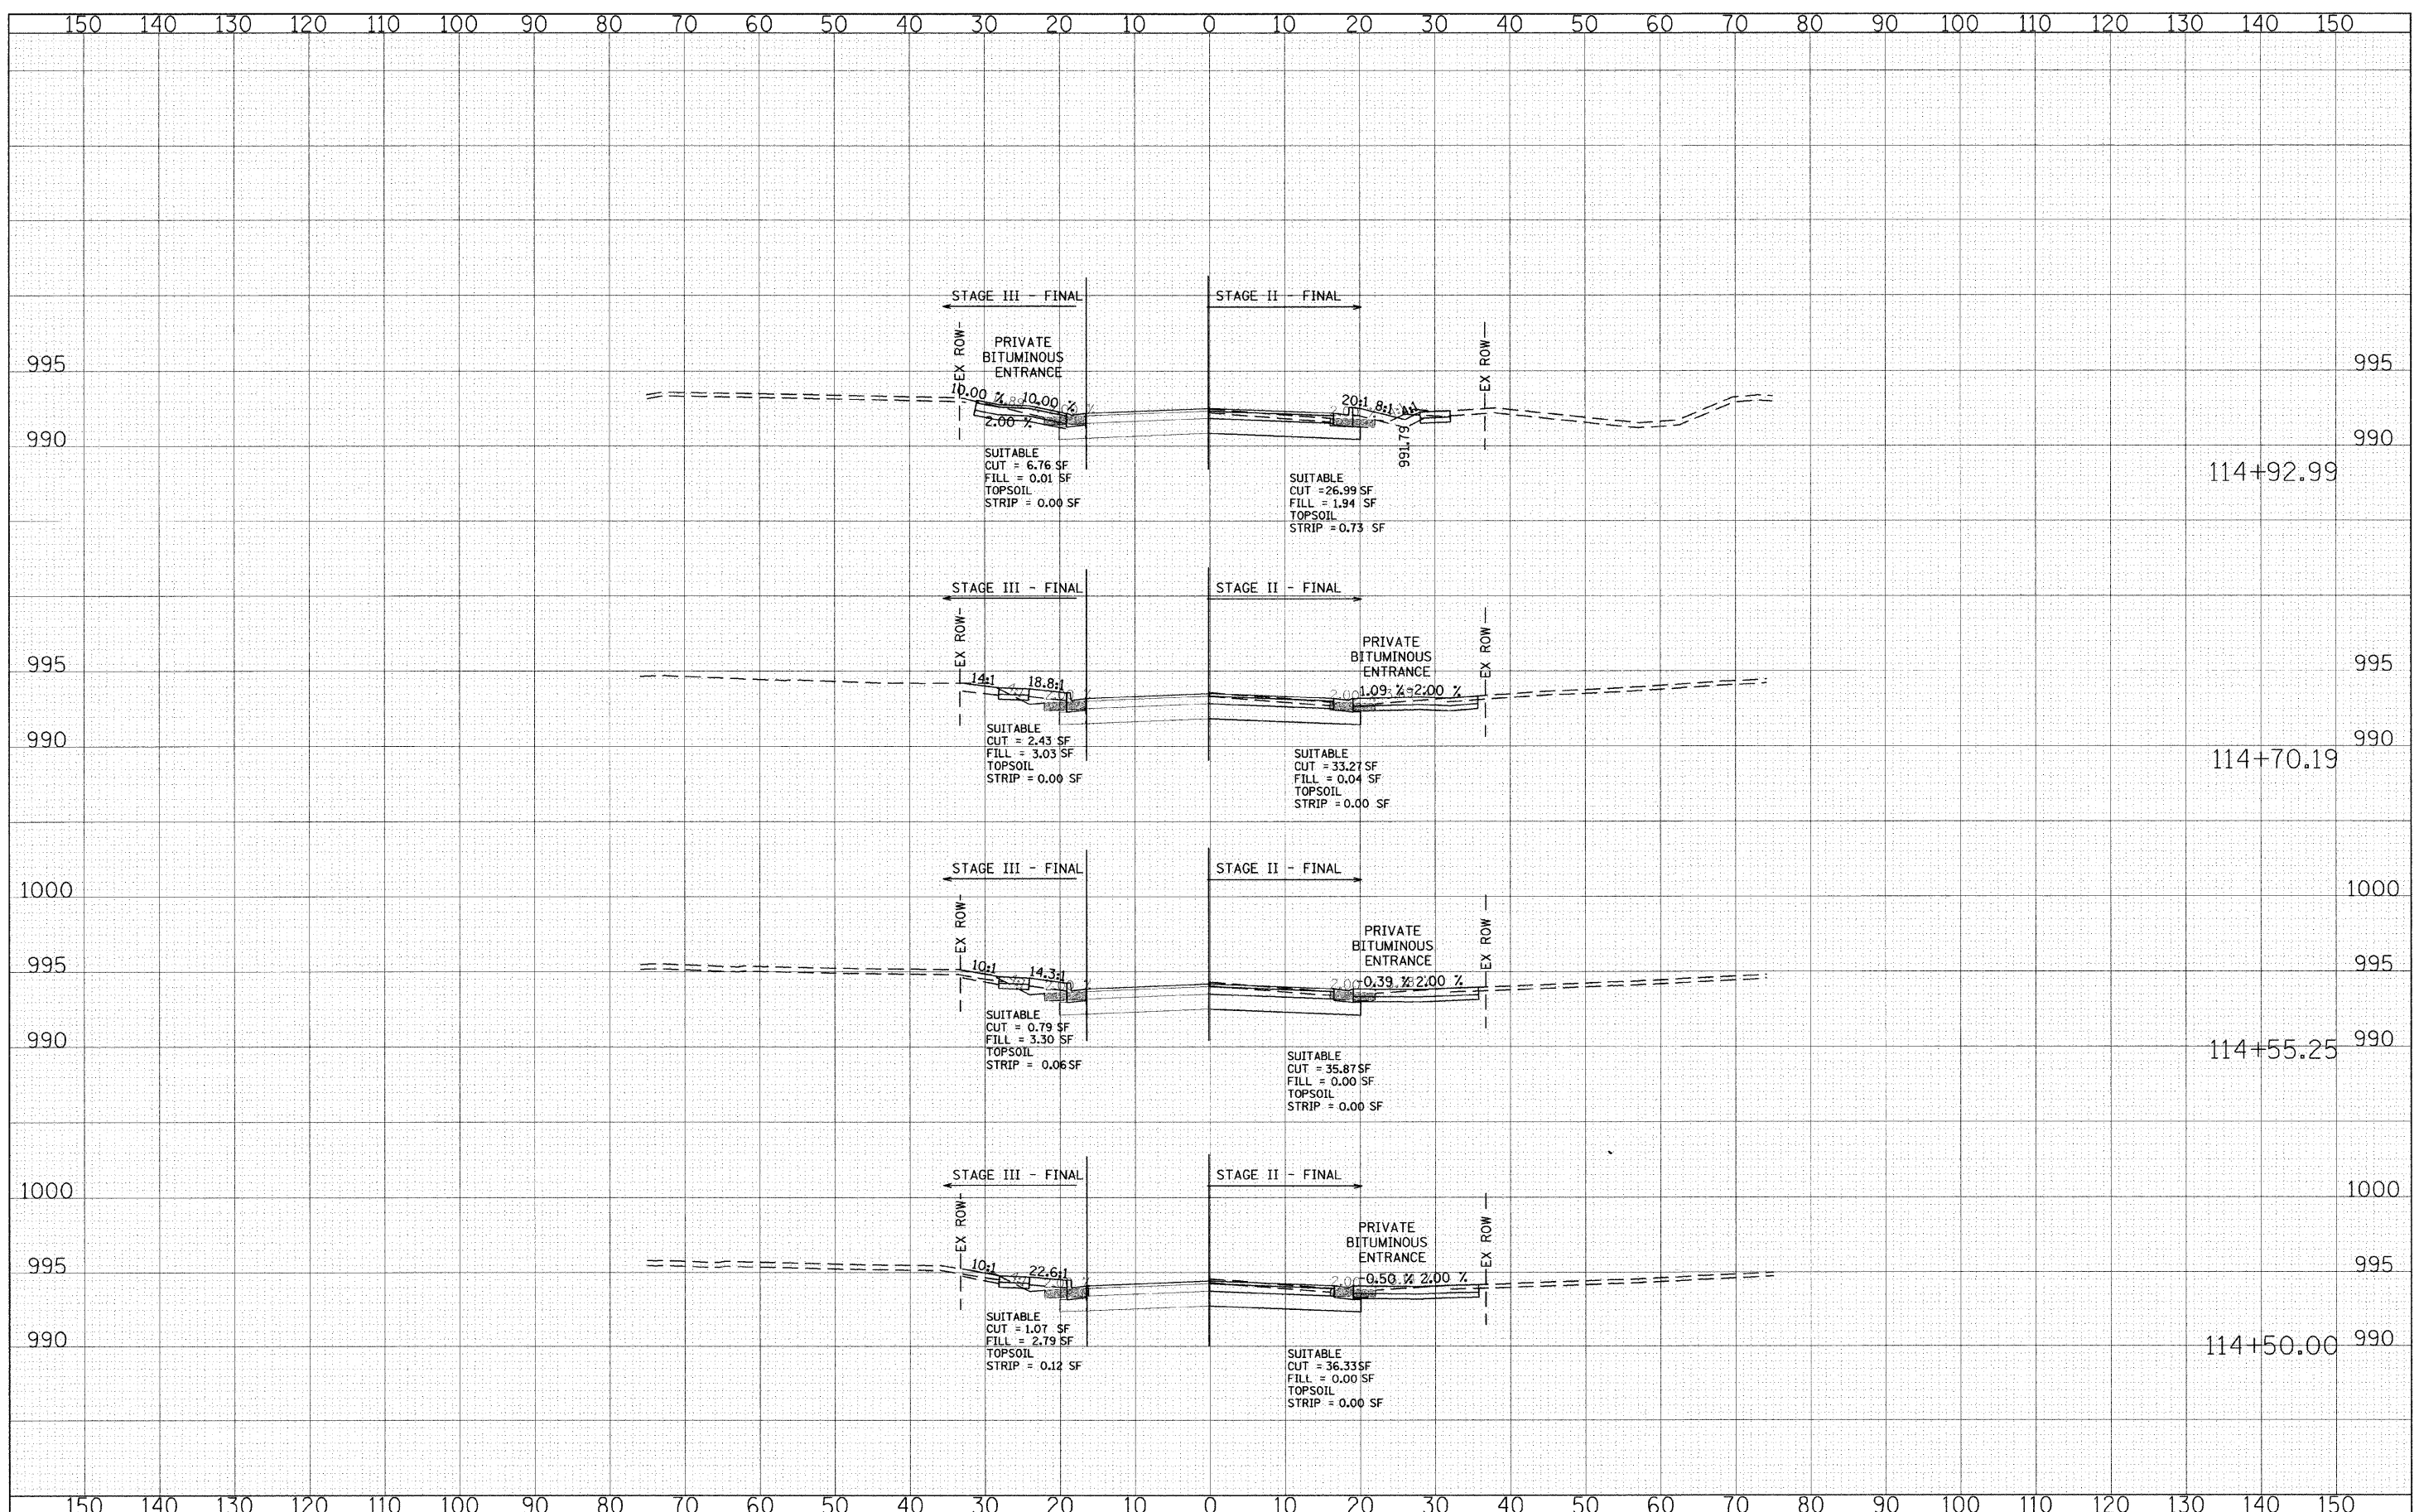 150 140 130 120 110 100 90 80 70 60 50 40 30 20 10 0 10 20 30 40 50 60 70 80 90 100 110 120 130 140 150
STAGE III - FINAL
STAGE II - FINAL
EX ROW
PRIVATE
BITUMINOUS
ENTRANCE
EX ROW
995
995
10.00 %
10.00 %
2.00 %
20:1
8:1
4:1
991.79
990
990
SUITABLE
CUT = 6.76 SF
FILL = 0.01 SF
TOPSOIL
STRIP = 0.00 SF
SUITABLE
CUT =26.99 SF
FILL = 1.94 SF
TOPSOIL
STRIP =0.73 SF
114+92.99
STAGE III - FINAL
STAGE II - FINAL
EX ROW
PRIVATE
BITUMINOUS
ENTRANCE
EX ROW
995
995
14:1
18.8:1
2.00
1.09 %
2.00 %
990
990
SUITABLE
CUT = 2.43 SF
FILL = 3.03 SF
TOPSOIL
STRIP = 0.00 SF
SUITABLE
CUT = 33.27 SF
FILL = 0.04 SF
TOPSOIL
STRIP =0.00 SF
114+70.19
STAGE III - FINAL
STAGE II - FINAL
1000
1000
EX ROW
PRIVATE
BITUMINOUS
ENTRANCE
EX ROW
995
995
10:1
14.3:1
2.00
-0.39 %
2.00 %
990
990
SUITABLE
CUT = 0.79 SF
FILL = 3.30 SF
TOPSOIL
STRIP = 0.06 SF
SUITABLE
CUT = 35.87 SF
FILL = 0.00 SF
TOPSOIL
STRIP = 0.00 SF
114+55.25
STAGE III - FINAL
STAGE II - FINAL
1000
1000
EX ROW
PRIVATE
BITUMINOUS
ENTRANCE
EX ROW
995
995
10:1
22.6:1
2.00
-0.50 %
2.00 %
990
990
SUITABLE
CUT = 1.07 SF
FILL = 2.79 SF
TOPSOIL
STRIP = 0.12 SF
SUITABLE
CUT = 36.33 SF
FILL = 0.00 SF
TOPSOIL
STRIP = 0.00 SF
114+50.00
150 140 130 120 110 100 90 80 70 60 50 40 30 20 10 0 10 20 30 40 50 60 70 80 90 100 110 120 130 140 150